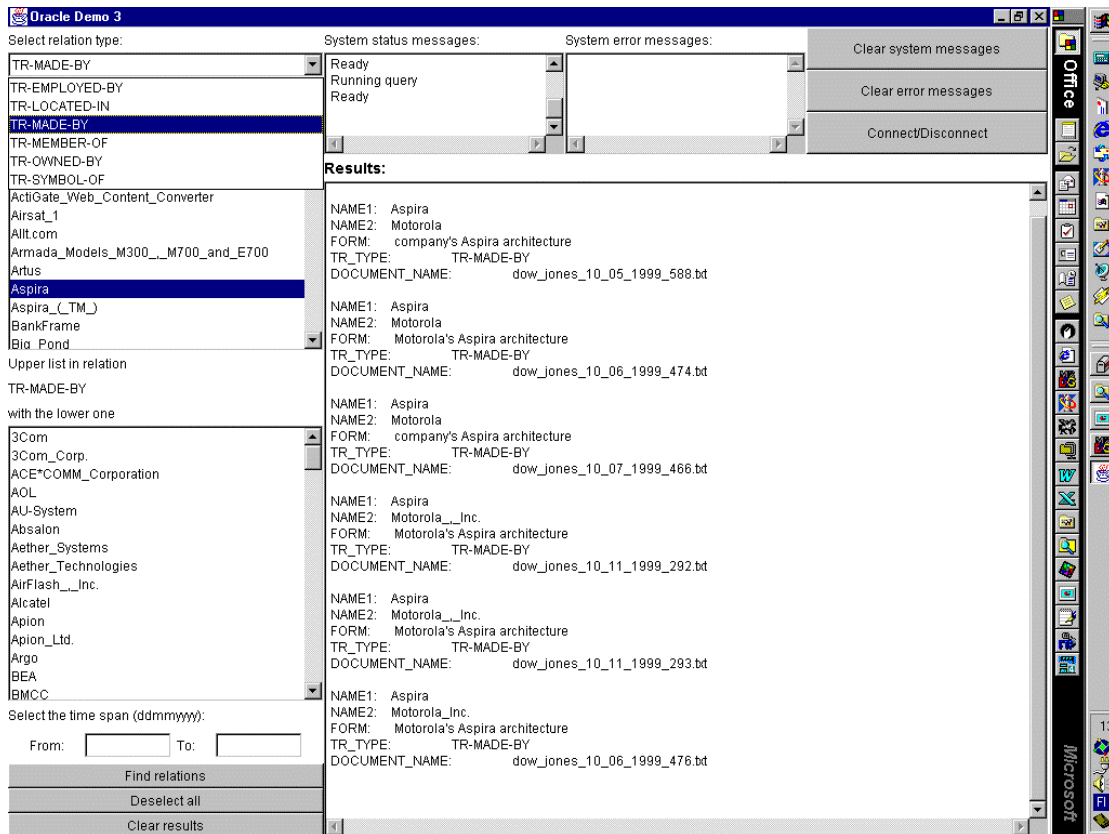 Oracle Demo 3
Select relation type:
TR-MADE-BY
TR-EMPLOYED-BY
TR-LOCATED-IN
TR-MADE-BY
TR-MEMBER-OF
TR-OWNED-BY
TR-SYMBOL-OF
ActiGate_Web_Content_Converter
Airsat_1
Allt.com
Armada_Models_M300_,_M700_and_E700
Artus
Aspira
Aspira_(_TM_)
BankFrame
Big_Pond
Upper list in relation
TR-MADE-BY
with the lower one
3Com
3Com_Corp.
ACE*COMM_Corporation
AOL
AU-System
Absalon
Aether_Systems
Aether_Technologies
AirFlash_,_Inc.
Alcatel
Apion
Apion_Ltd.
Argo
BEA
BMCC
Select the time span (ddmmyyyy):
From: To:
Find relations
Deselect all
Clear results
System status messages:
Ready
Running query
Ready
System error messages:
Clear system messages
Clear error messages
Connect/Disconnect
Results:
NAME1: Aspira
NAME2: Motorola
FORM: company's Aspira architecture
TR_TYPE: TR-MADE-BY
DOCUMENT_NAME: dow_jones_10_05_1999_588.txt
NAME1: Aspira
NAME2: Motorola
FORM: Motorola's Aspira architecture
TR_TYPE: TR-MADE-BY
DOCUMENT_NAME: dow_jones_10_06_1999_474.txt
NAME1: Aspira
NAME2: Motorola
FORM: company's Aspira architecture
TR_TYPE: TR-MADE-BY
DOCUMENT_NAME: dow_jones_10_07_1999_466.txt
NAME1: Aspira
NAME2: Motorola_,_Inc.
FORM: Motorola's Aspira architecture
TR_TYPE: TR-MADE-BY
DOCUMENT_NAME: dow_jones_10_11_1999_292.txt
NAME1: Aspira
NAME2: Motorola_,_Inc.
FORM: Motorola's Aspira architecture
TR_TYPE: TR-MADE-BY
DOCUMENT_NAME: dow_jones_10_11_1999_293.txt
NAME1: Aspira
NAME2: Motorola_Inc.
FORM: Motorola's Aspira architecture
TR_TYPE: TR-MADE-BY
DOCUMENT_NAME: dow_jones_10_06_1999_476.txt
Office
Microsoft
FI